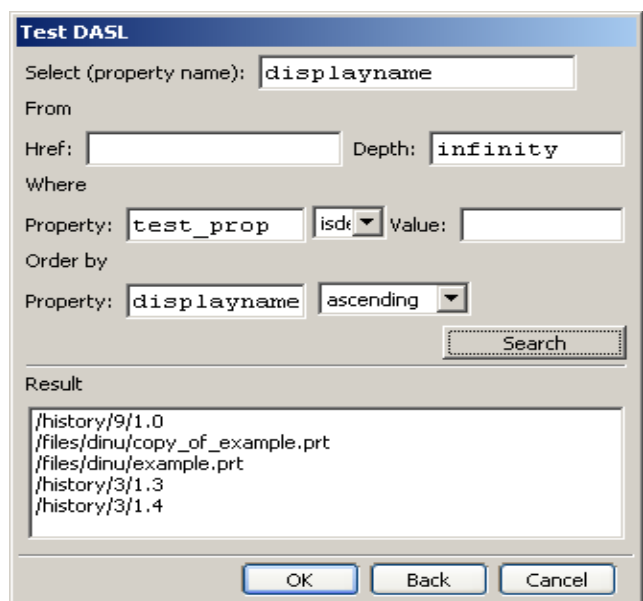 Test DASL
Select (property name): displayname
From
Href: Depth: infinity
Where
Property: test_prop isde Value:
Order by
Property: displayname ascending
Search
Result
/history/9/1.0
/files/dinu/copy_of_example.prt
/files/dinu/example.prt
/history/3/1.3
/history/3/1.4
OK Back Cancel